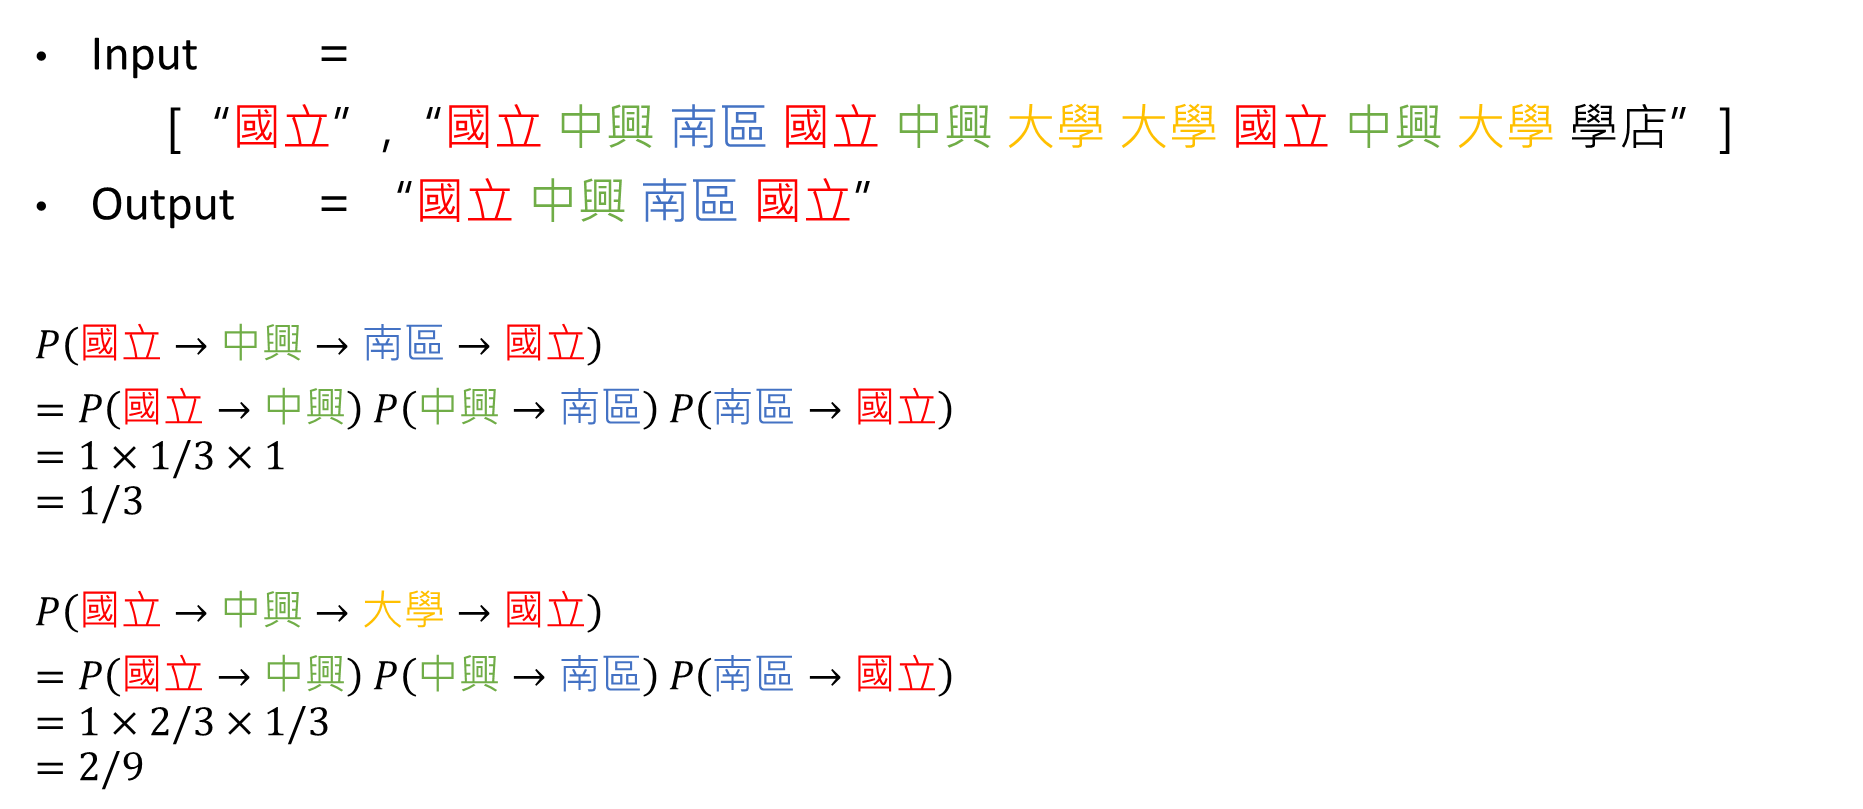 • Input =
[ “國立” , “國立 中興 南區 國立 中興 大學 大學 國立 中興 大學 學店” ]
• Output = “國立 中興 南區 國立”
P(國立 → 中興 → 南區 → 國立)
= P(國立 → 中興) P(中興 → 南區) P(南區 → 國立)
= 1 × 1/3 × 1
= 1/3
P(國立 → 中興 → 大學 → 國立)
= P(國立 → 中興) P(中興 → 南區) P(南區 → 國立)
= 1 × 2/3 × 1/3
= 2/9